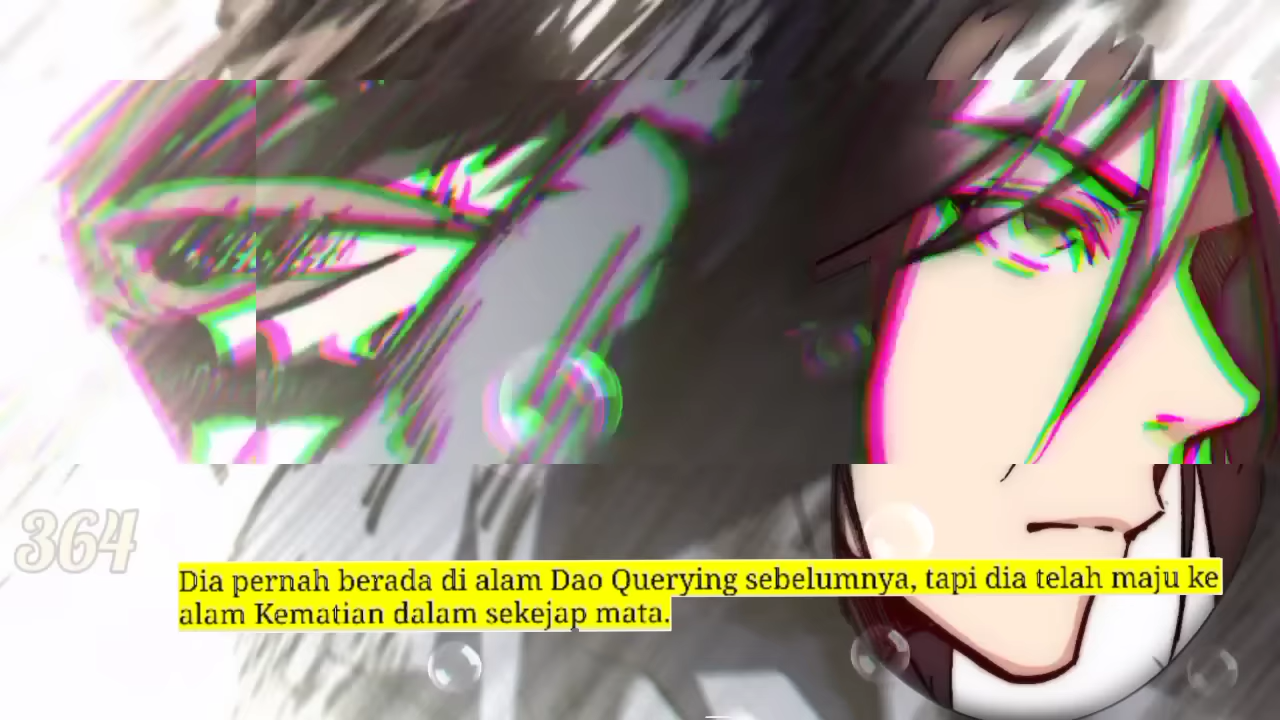 364
Dia pernah berada di alam Dao Querying sebelumnya, tapi dia telah maju ke
alam Kematian dalam sekejap mata.